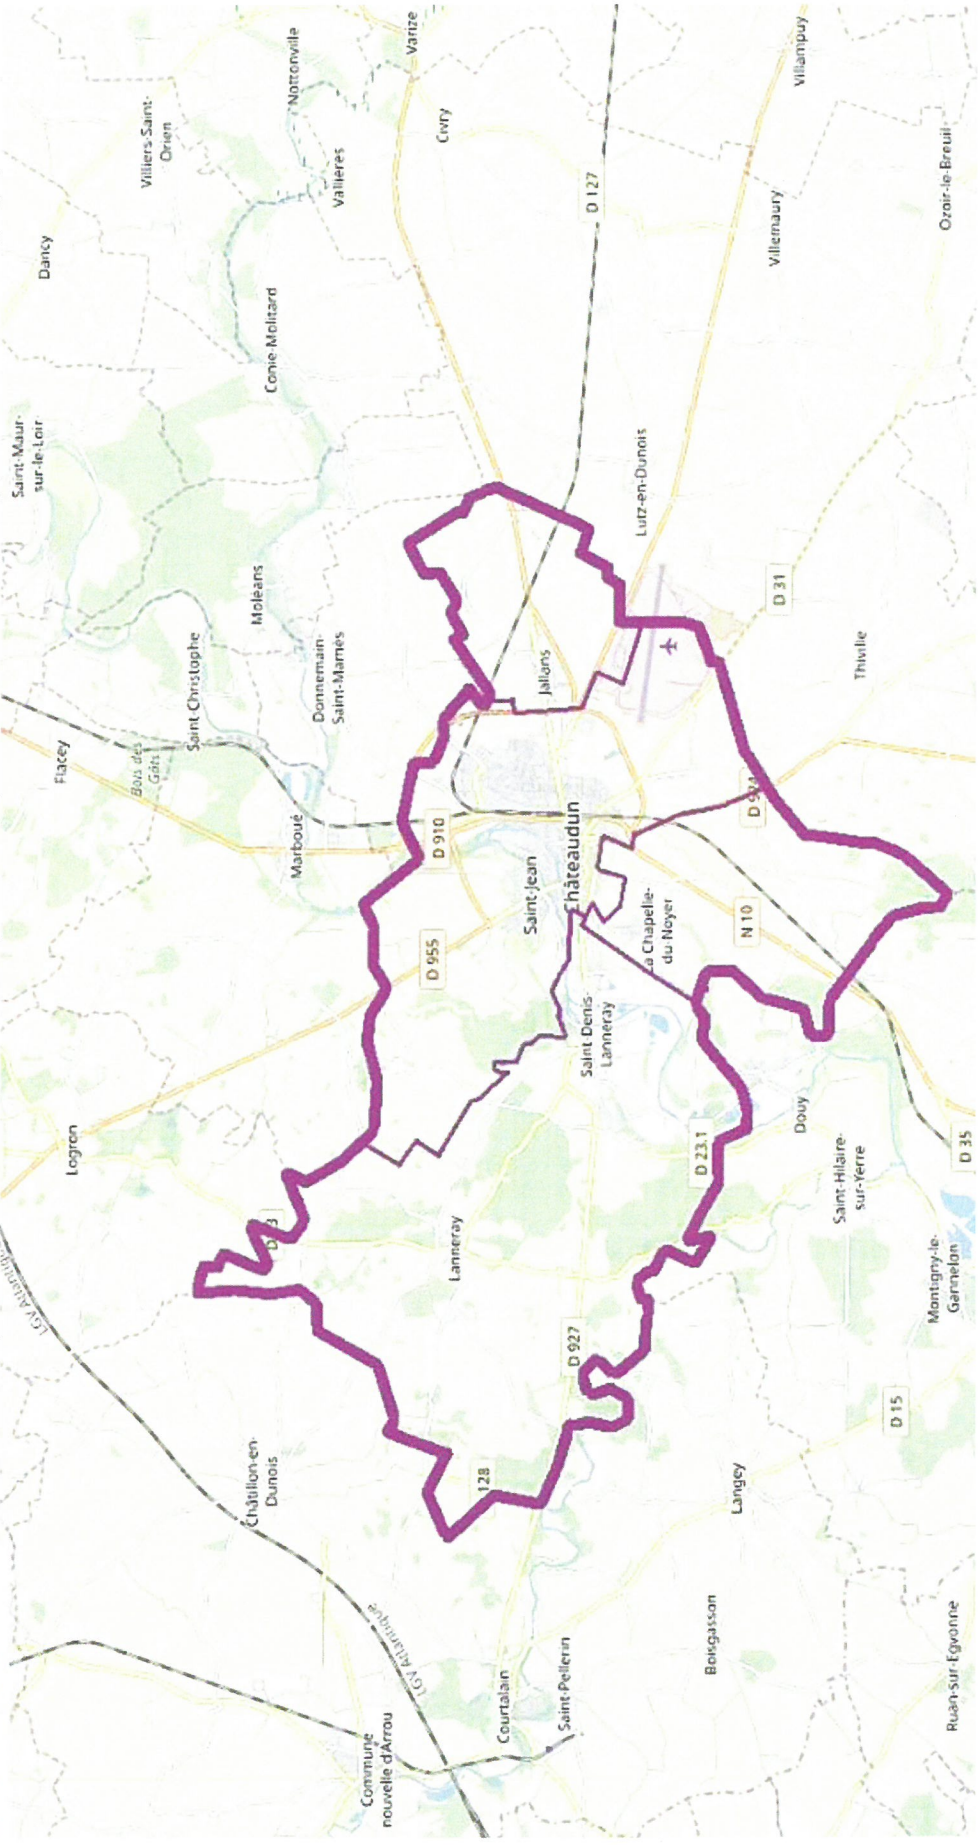 LGV Atlantique
Saint-Maur-
sur-le-Loir
Dancy
Flacey
Logron
Bois des
Gâts
Villiers-Saint-
Orien
Saint-Christophe
Châtillon-en-
Dunois
Moléans
Conie-Molitard
Nottonville
Marboué
Donnemain-
Saint-Mamès
Vallières
Commune
nouvelle d'Arrou
LGV Atlantique
Varize
D 955
D 910
Civry
Lanneray
128
Courtalain
Saint-Jean
Jallans
Saint-Pellerin
D 927
Châteaudun
D 127
Saint-Denis-
Lanneray
Lutz-en-Dunois
La Chapelle-
du-Noyer
D 23.1
Boisgasson
Langey
N 10
D 924
Villemaury
D 31
Douy
Villampuy
Saint-Hilaire-
sur-Yerre
Thiville
D 15
Montigny-le-
Gannelon
Ozoir-le-Breuil
Ruan-sur-Egvonne
D 35